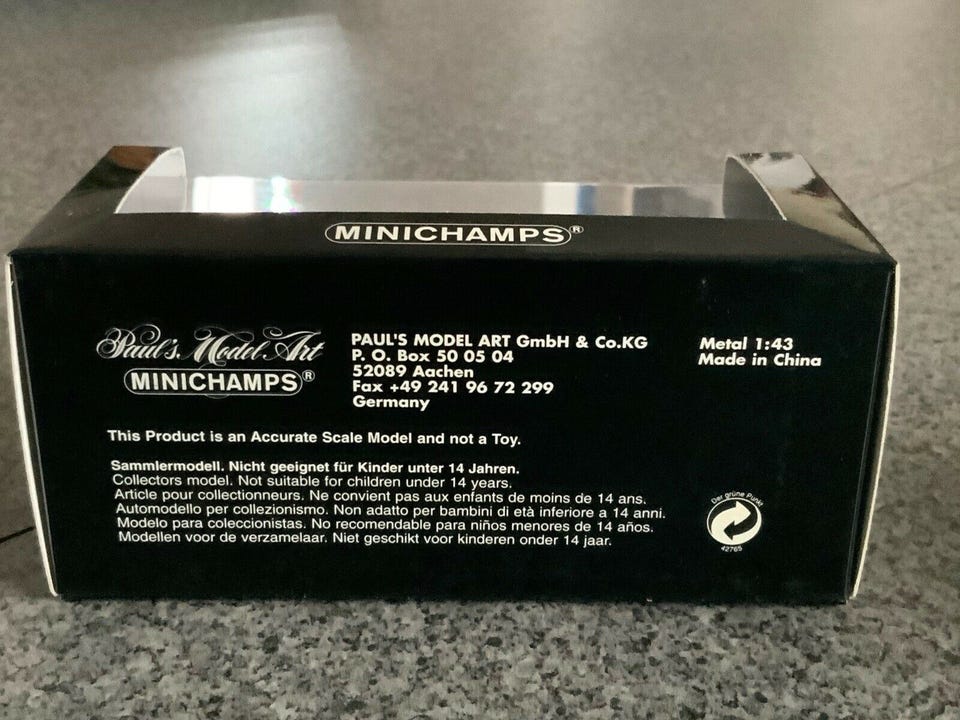 MINICHAMPS®
Paul's Model Art
MINICHAMPS®
PAUL'S MODEL ART GmbH & Co.KG
P. O. Box 50 05 04
52089 Aachen
Fax +49 241 96 72 299
Germany
Metal 1:43
Made in China
This Product is an Accurate Scale Model and not a Toy.
Sammlermodell. Nicht geeignet für Kinder unter 14 Jahren.
Collectors model. Not suitable for children under 14 years.
Article pour collectionneurs. Ne convient pas aux enfants de moins de 14 ans.
Automodello per collezionismo. Non adatto per bambini di età inferiore a 14 anni.
Modelo para coleccionistas. No recomendable para niños menores de 14 años.
Modellen voor de verzamelaar. Niet geschikt voor kinderen onder 14 jaar.
Der grüne Punkt
42765